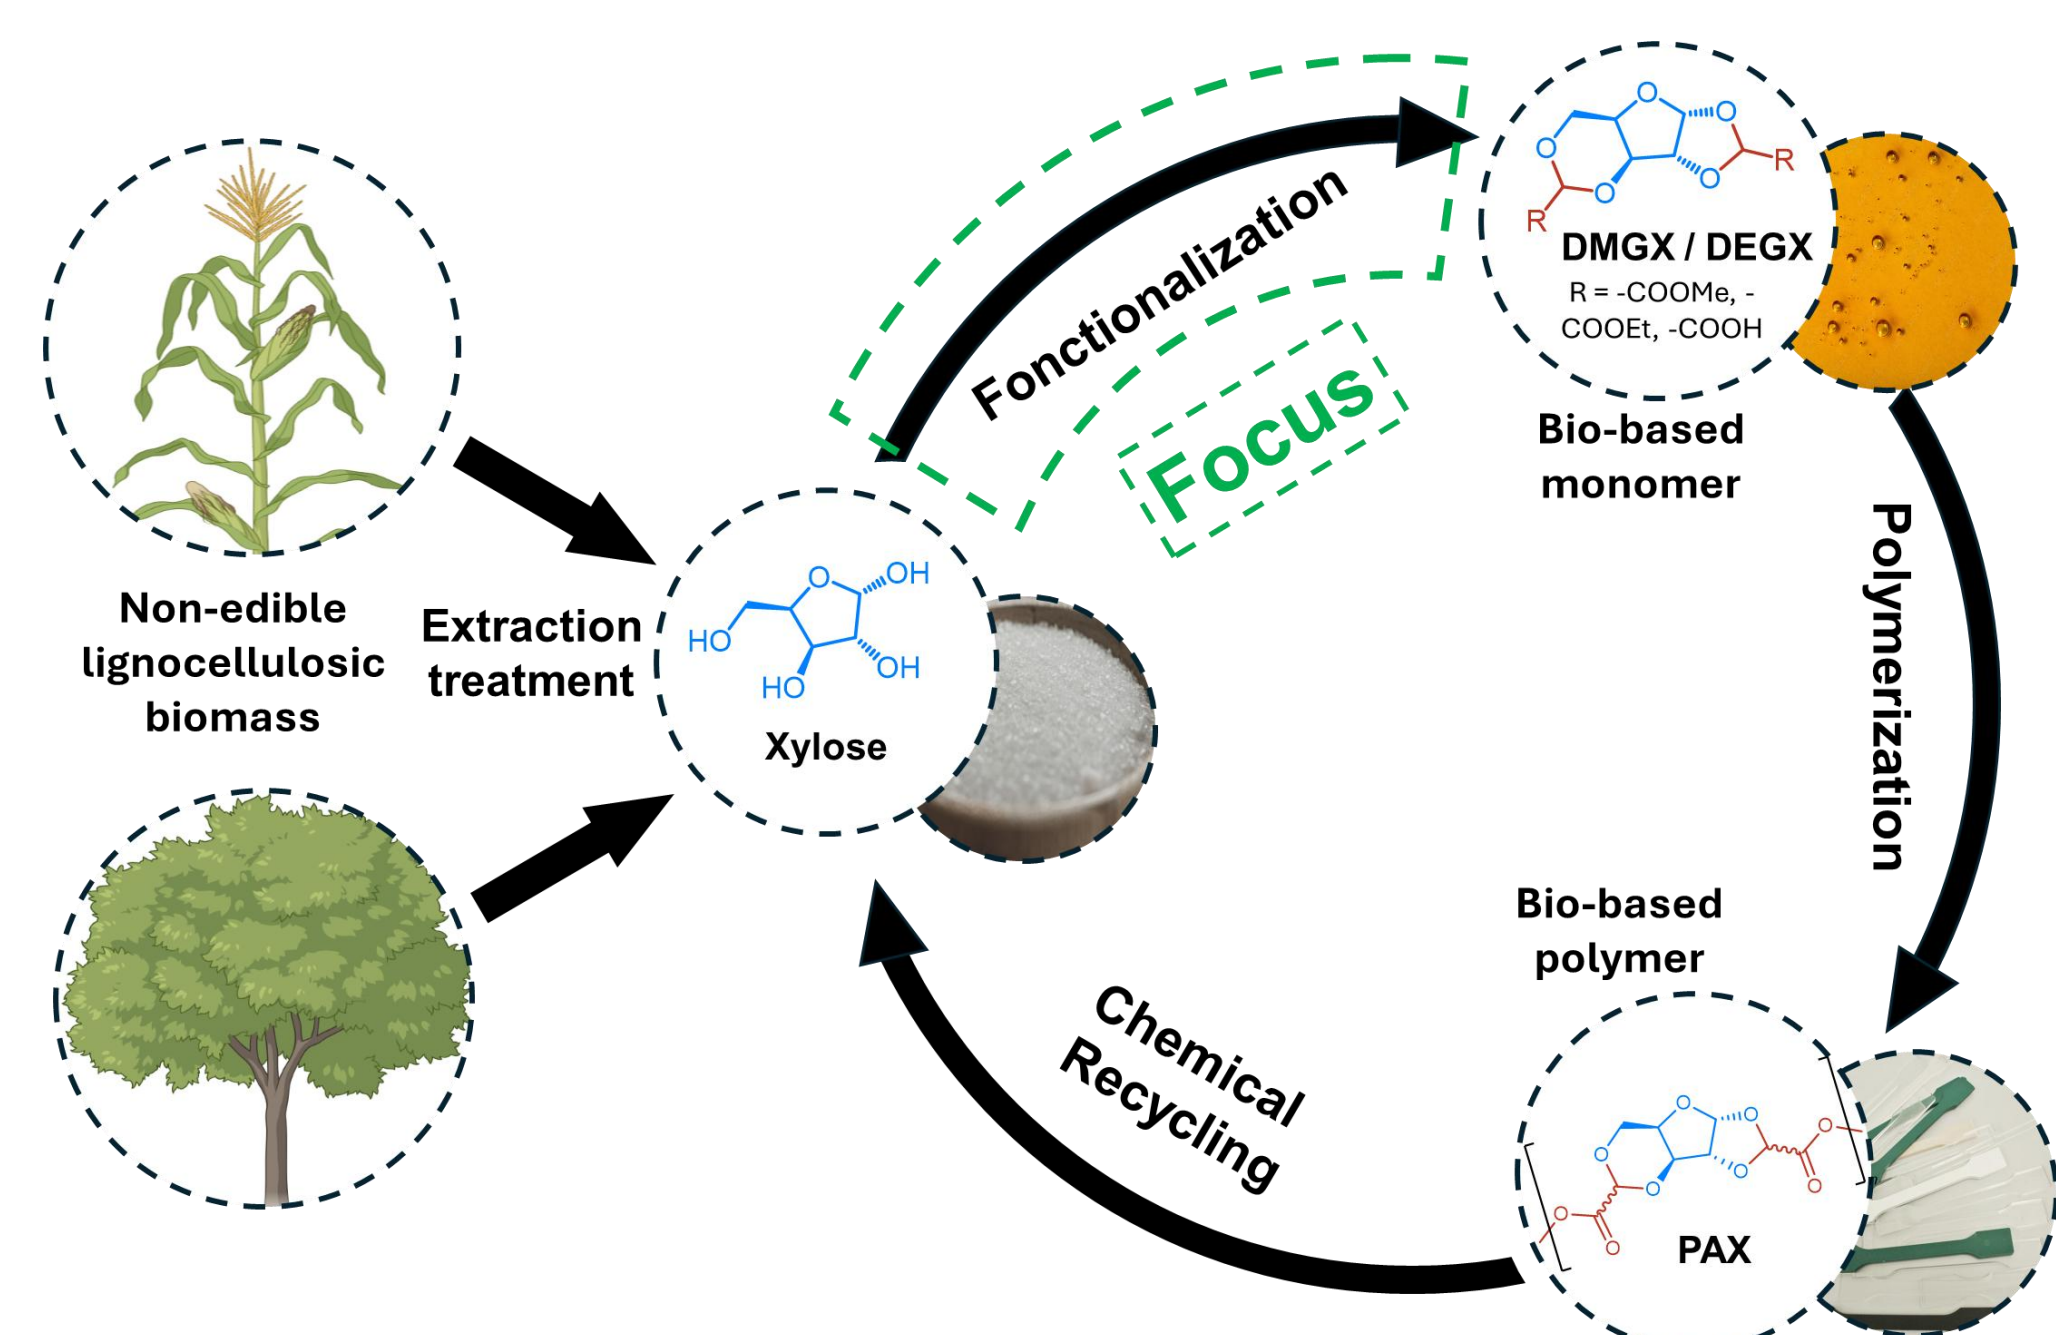 Non-edible
lignocellulosic
biomass
Extraction
treatment
O
OH
HO
OH
HO
Xylose
Fonctionalization
Focus
O
O
O
R
O
O
R
DMGX / DEGX
R = -COOMe, -
COOEt, -COOH
Bio-based
monomer
Polymerization
Bio-based
polymer
O
O
O
O
O
O
O
O
O
PAX
Chemical
Recycling